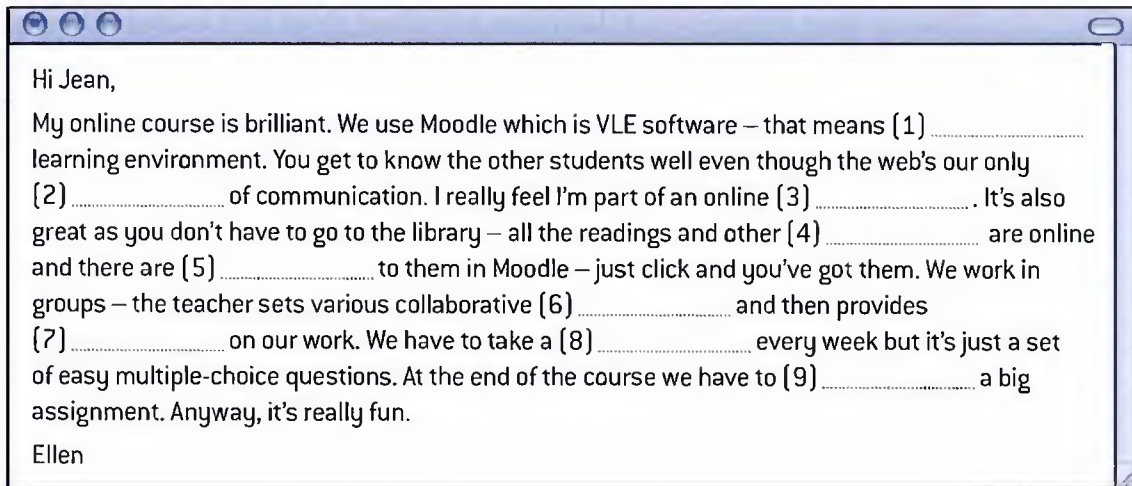 Hi Jean,
My online course is brilliant. We use Moodle which is VLE software – that means (1) ....................
learning environment. You get to know the other students well even though the web's our only
(2) .................... of communication. I really feel I'm part of an online (3) .................... . It's also
great as you don't have to go to the library – all the readings and other (4) .................... are online
and there are (5) .................... to them in Moodle – just click and you've got them. We work in
groups – the teacher sets various collaborative (6) .................... and then provides
(7) .................... on our work. We have to take a (8) .................... every week but it's just a set
of easy multiple-choice questions. At the end of the course we have to (9) .................... a big
assignment. Anyway, it's really fun.
Ellen